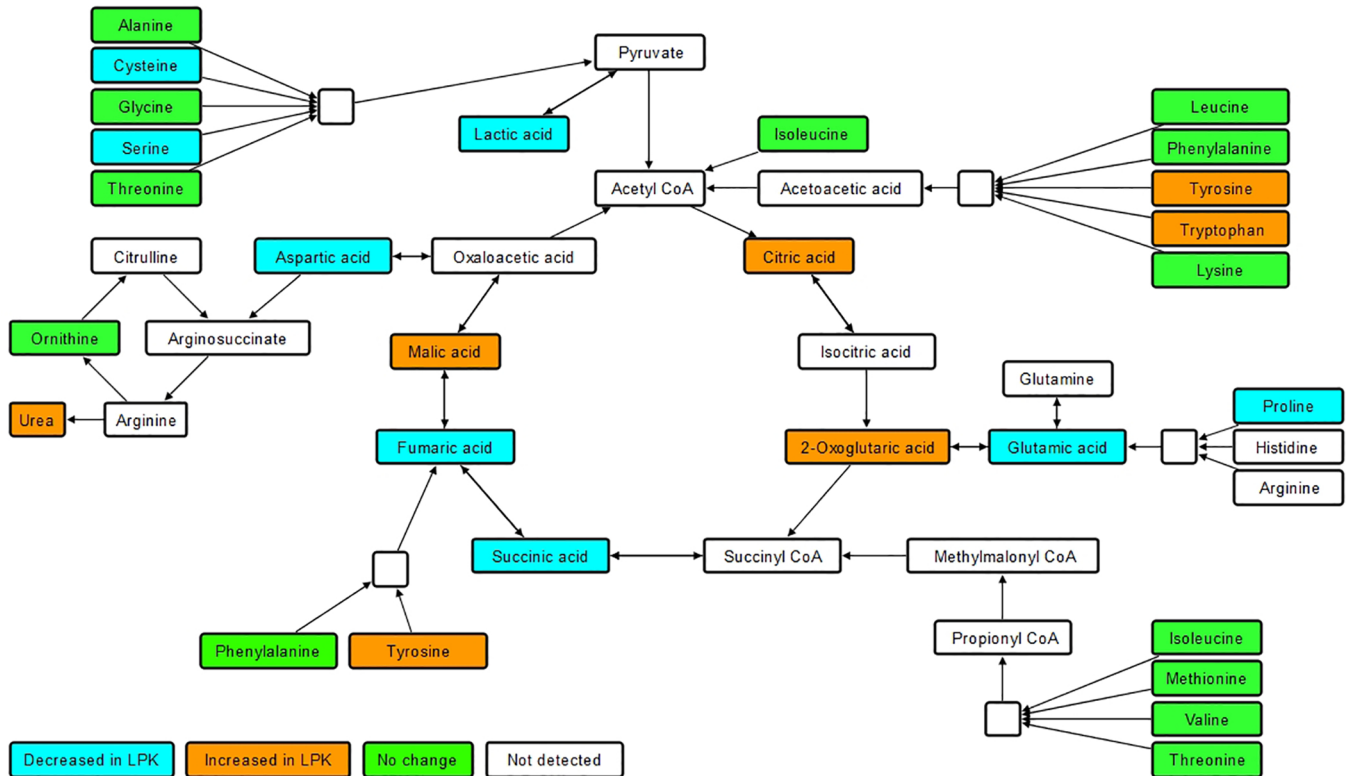 Alanine
Cysteine
Glycine
Serine
Threonine
Pyruvate
Lactic acid
Isoleucine
Acetyl CoA
Acetoacetic acid
Leucine
Phenylalanine
Tyrosine
Tryptophan
Lysine
Citrulline
Aspartic acid
Oxaloacetic acid
Citric acid
Ornithine
Arginosuccinate
Malic acid
Isocitric acid
Glutamine
Urea
Arginine
Fumaric acid
2-Oxoglutaric acid
Glutamic acid
Proline
Histidine
Arginine
Succinic acid
Succinyl CoA
Methylmalonyl CoA
Phenylalanine
Tyrosine
Propionyl CoA
Isoleucine
Methionine
Valine
Threonine
Decreased in LPK
Increased in LPK
No change
Not detected